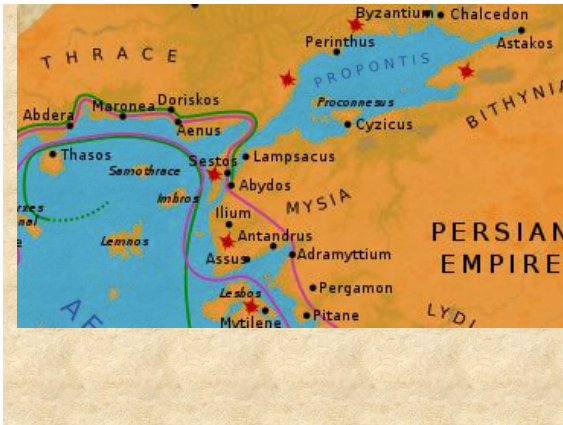 Byzantium
Chalcedon
THRACE
Perinthus
Astakos
PROPONTIS
Doriskos
Maronea
Proconnesus
BITHYNIA
Abdera
Aenus
Cyzicus
Thasos
Sestos
Lampsacus
Samothrace
Abydos
Imbros
MYSIA
Ilium
PERSIAN
Lemnos
Antandrus
Adramyttium
EMPIRE
Assus
Lesbos
Pergamon
Mytilene
Pitane